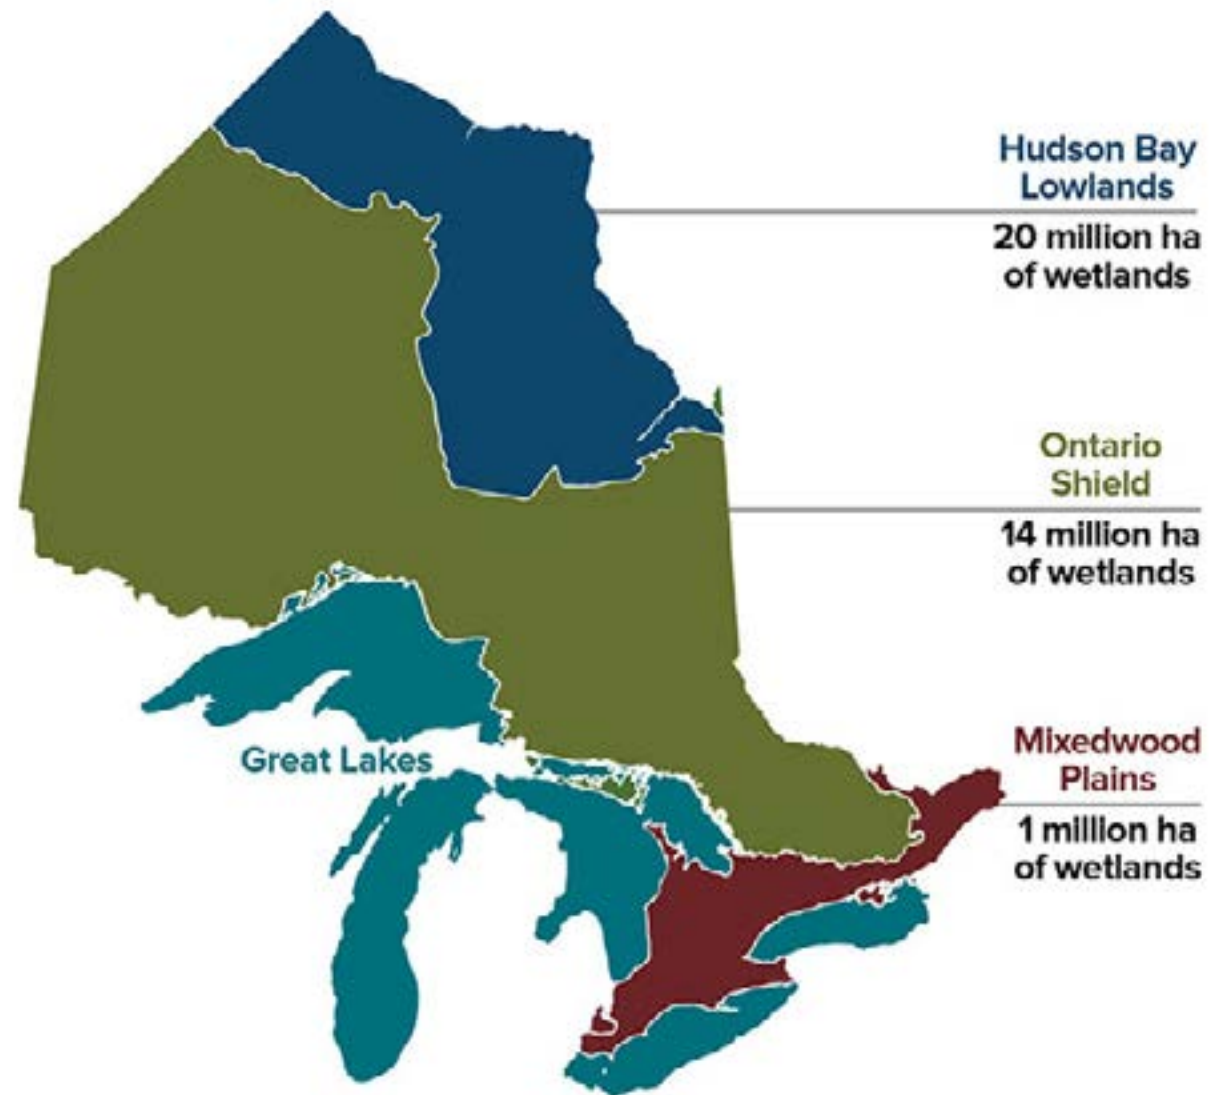 Hudson Bay
Lowlands
20 million ha
of wetlands
Ontario
Shield
14 million ha
of wetlands
Mixedwood
Plains
1 million ha
of wetlands
Great Lakes